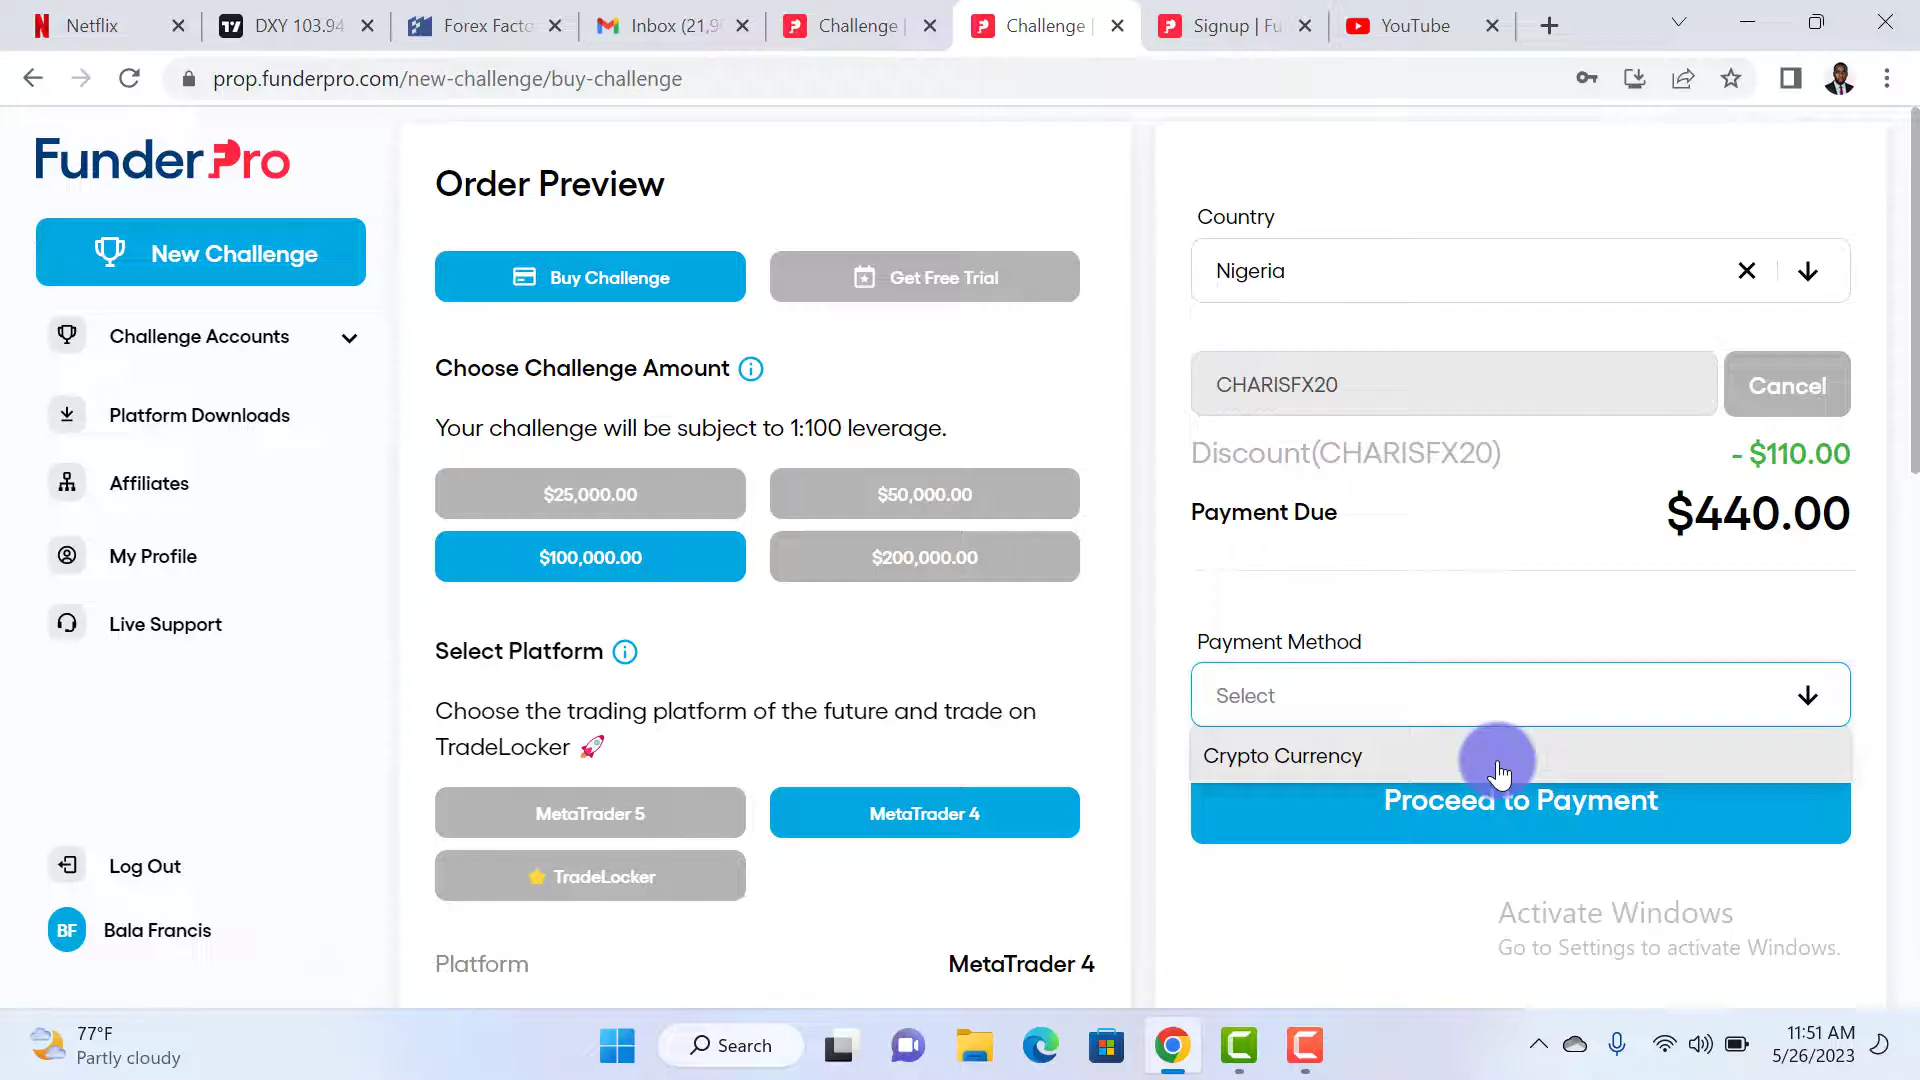 Netflix
DXY 103.94
Forex Facto
Inbox (21,9
Challenge |
Challenge |
Signup | Fu
YouTube
prop.funderpro.com/new-challenge/buy-challenge
FunderPro
New Challenge
Challenge Accounts
Platform Downloads
Affiliates
My Profile
Live Support
Log Out
BF
Bala Francis
Order Preview
Buy Challenge
Get Free Trial
Choose Challenge Amount
Your challenge will be subject to 1:100 leverage.
$25,000.00
$50,000.00
$100,000.00
$200,000.00
Select Platform
Choose the trading platform of the future and trade on
TradeLocker 🚀
MetaTrader 5
MetaTrader 4
⭐ TradeLocker
Platform
MetaTrader 4
Country
Nigeria
CHARISFX20
Cancel
Discount(CHARISFX20)
- $110.00
Payment Due
$440.00
Payment Method
Select
Crypto Currency
Proceed to Payment
Activate Windows
Go to Settings to activate Windows.
77°F
Partly cloudy
Search
11:51 AM
5/26/2023